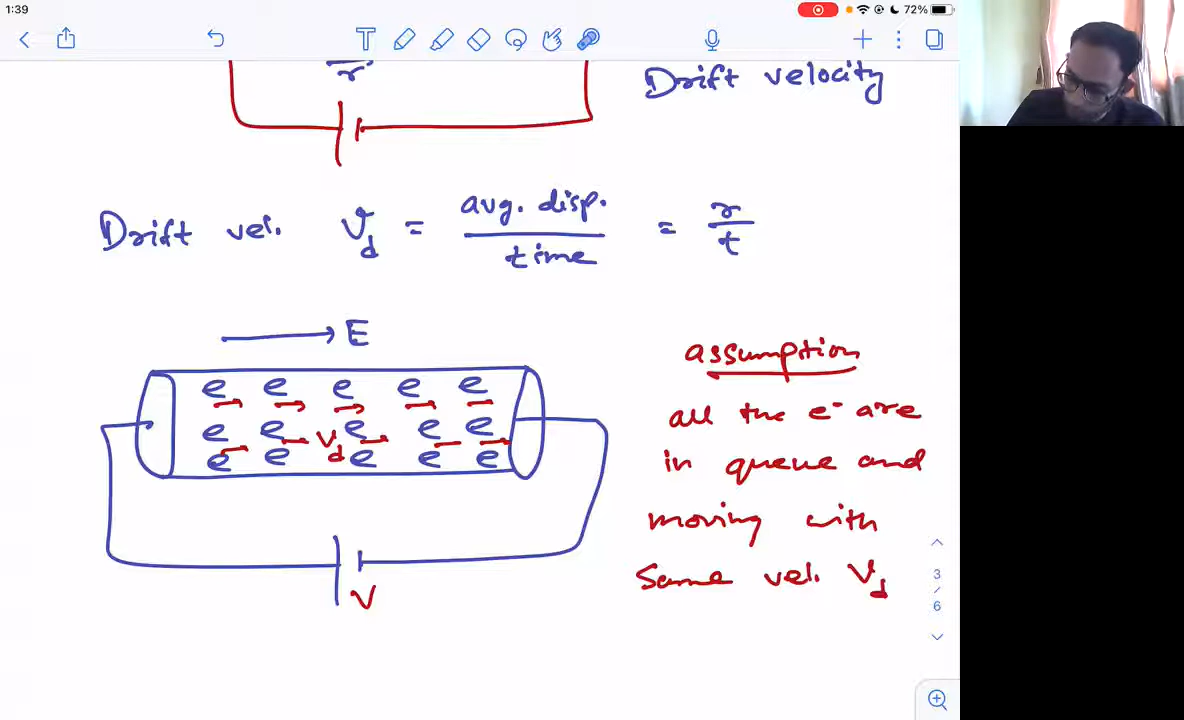 1:39
72%
T
r
Drift velocity
Drift vel. Vd = avg. disp. / time = r / t
E
e e e e e
e e Vd e e e
e e e e e
V
assumption
all the e- are
in queue and
moving with
Same vel. Vd
3
/
6